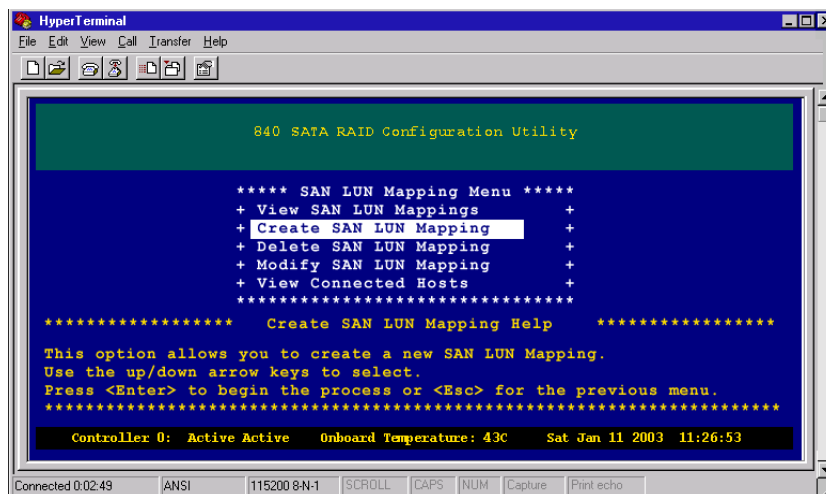 HyperTerminal
File Edit View Call Transfer Help
840 SATA RAID Configuration Utility
***** SAN LUN Mapping Menu *****
+ View SAN LUN Mappings +
+ Create SAN LUN Mapping +
+ Delete SAN LUN Mapping +
+ Modify SAN LUN Mapping +
+ View Connected Hosts +
********************************
****************** Create SAN LUN Mapping Help *****************
This option allows you to create a new SAN LUN Mapping.
Use the up/down arrow keys to select.
Press <Enter> to begin the process or <Esc> for the previous menu.
**********************************************************************
Controller 0: Active Active Onboard Temperature: 43C Sat Jan 11 2003 11:26:53
Connected 0:02:49 ANSI 115200 8-N-1 SCROLL CAPS NUM Capture Print echo